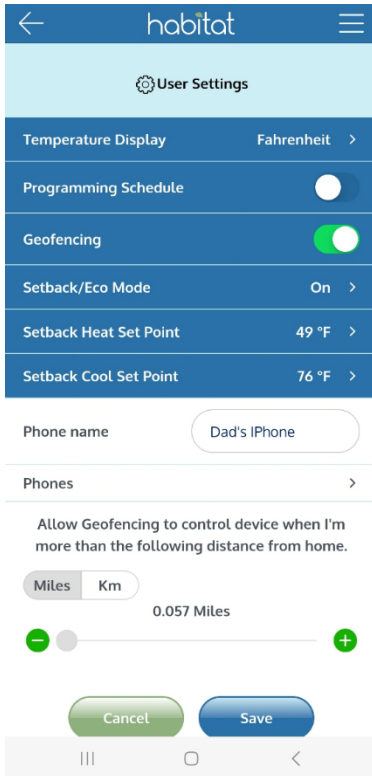 habitat
User Settings
Temperature Display Fahrenheit >
Programming Schedule
Geofencing
Setback/Eco Mode On >
Setback Heat Set Point 49 °F >
Setback Cool Set Point 76 °F >
Phone name Dad's IPhone
Phones >
Allow Geofencing to control device when I'm
more than the following distance from home.
Miles Km
0.057 Miles
Cancel Save